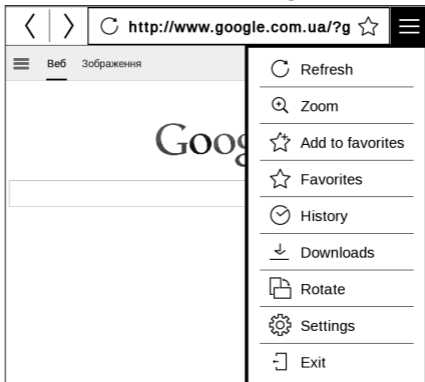 http://www.google.com.ua/?g
Веб Зображення
Goog
Refresh
Zoom
Add to favorites
Favorites
History
Downloads
Rotate
Settings
Exit